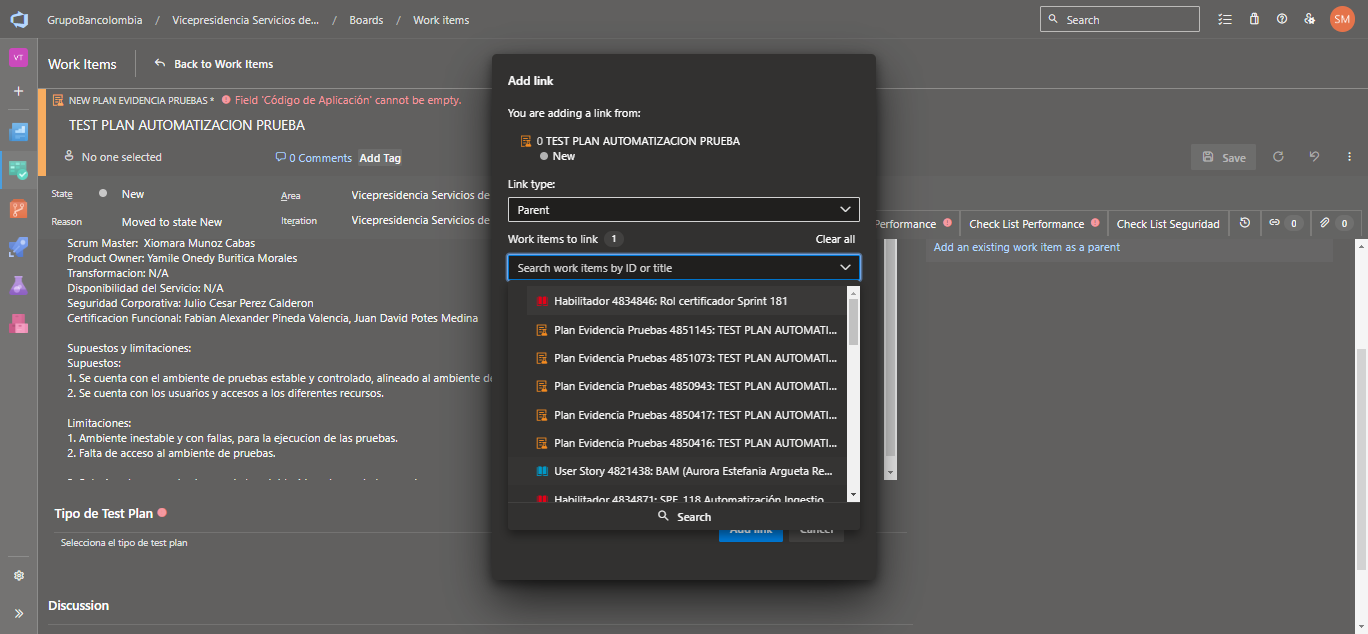 GrupoBancolombia / Vicepresidencia Servicios de... / Boards / Work items
Search
SM
VT
Work Items
Back to Work Items
NEW PLAN EVIDENCIA PRUEBAS * Field 'Código de Aplicación' cannot be empty.
TEST PLAN AUTOMATIZACION PRUEBA
No one selected
0 Comments
Add Tag
Save
State
New
Area
Vicepresidencia Servicios de
Reason
Moved to state New
Iteration
Vicepresidencia Servicios de
Performance
Check List Performance
Check List Seguridad
0
0
Add an existing work item as a parent
Scrum Master: Xiomara Munoz Cabas
Product Owner: Yamile Onedy Buritica Morales
Transformacion: N/A
Disponibilidad del Servicio: N/A
Seguridad Corporativa: Julio Cesar Perez Calderon
Certificacion Funcional: Fabian Alexander Pineda Valencia, Juan David Potes Medina
Supuestos y limitaciones:
Supuestos:
1. Se cuenta con el ambiente de pruebas estable y controlado, alineado al ambiente de
2. Se cuenta con los usuarios y accesos a los diferentes recursos.
Limitaciones:
1. Ambiente inestable y con fallas, para la ejecucion de las pruebas.
2. Falta de acceso al ambiente de pruebas.
Tipo de Test Plan
Selecciona el tipo de test plan
Discussion
Add link
You are adding a link from:
0 TEST PLAN AUTOMATIZACION PRUEBA
New
Link type:
Parent
Work items to link 1
Clear all
Search work items by ID or title
Habilitador 4834846: Rol certificador Sprint 181
Plan Evidencia Pruebas 4851145: TEST PLAN AUTOMATI...
Plan Evidencia Pruebas 4851073: TEST PLAN AUTOMATI...
Plan Evidencia Pruebas 4850943: TEST PLAN AUTOMATI...
Plan Evidencia Pruebas 4850417: TEST PLAN AUTOMATI...
Plan Evidencia Pruebas 4850416: TEST PLAN AUTOMATI...
User Story 4821438: BAM (Aurora Estefania Argueta Re...
Habilitador 4834871: SPF_118 Automatización Ingestio
Search
Add link
Cancel